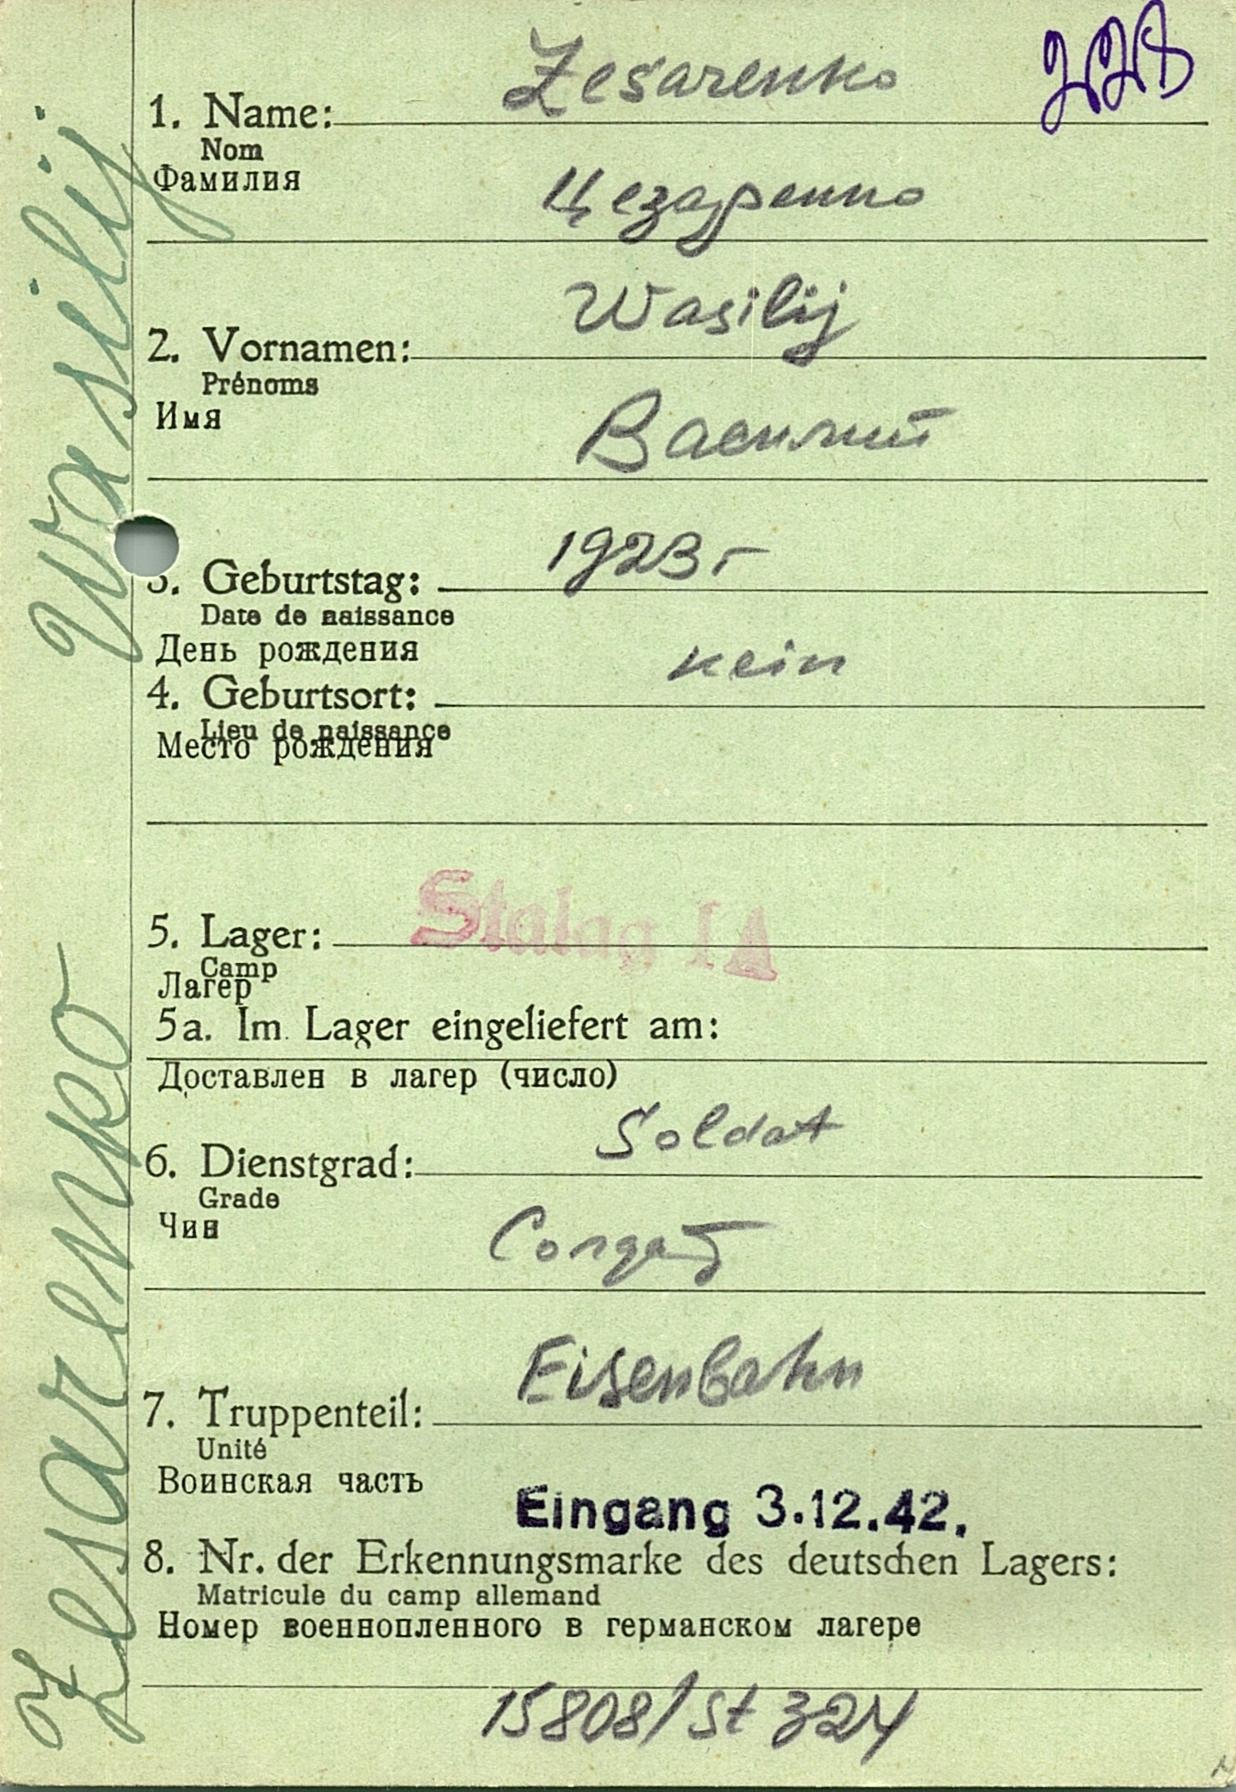 228
Zesarenko
1. Name:
Nom
Фамилия
Цезаренко
Wasilij
2. Vornamen:
Prénoms
Имя
Василий
1923 г
3. Geburtstag:
Date de naissance
День рождения
kein
4. Geburtsort:
Lieu de naissance
Место рождения
Stalag IA
5. Lager:
Camp
Лагер
5a. Im Lager eingeliefert am:
Доставлен в лагер (число)
Soldat
6. Dienstgrad:
Grade
Чин
Солдат
Eisenbahn
7. Truppenteil:
Unité
Воинская часть
Eingang 3.12.42.
8. Nr. der Erkennungsmarke des deutschen Lagers:
Matricule du camp allemand
Номер военнопленного в германском лагере
15808/St 324
Zesarenko Wasilij